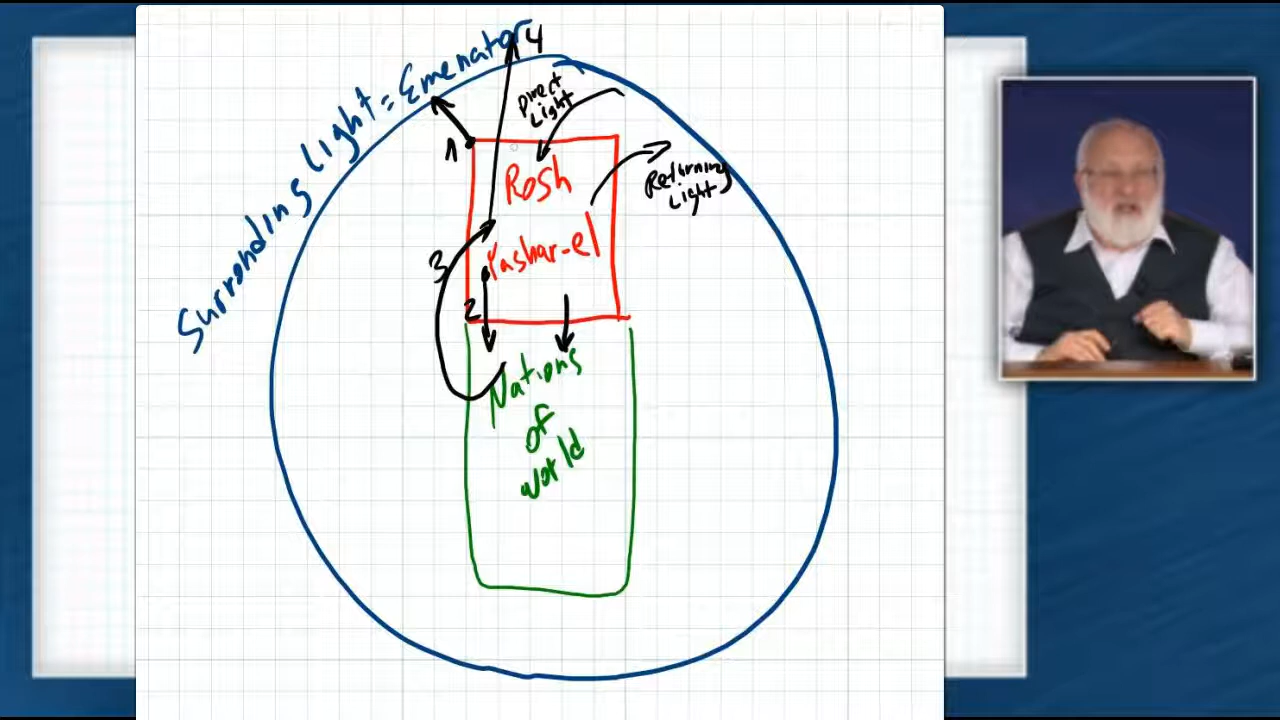 Surronding Light = Emenator
4
Direct
Light
1
Rosh
Returning
Light
Yashar-el
3
2
Nations
of
world